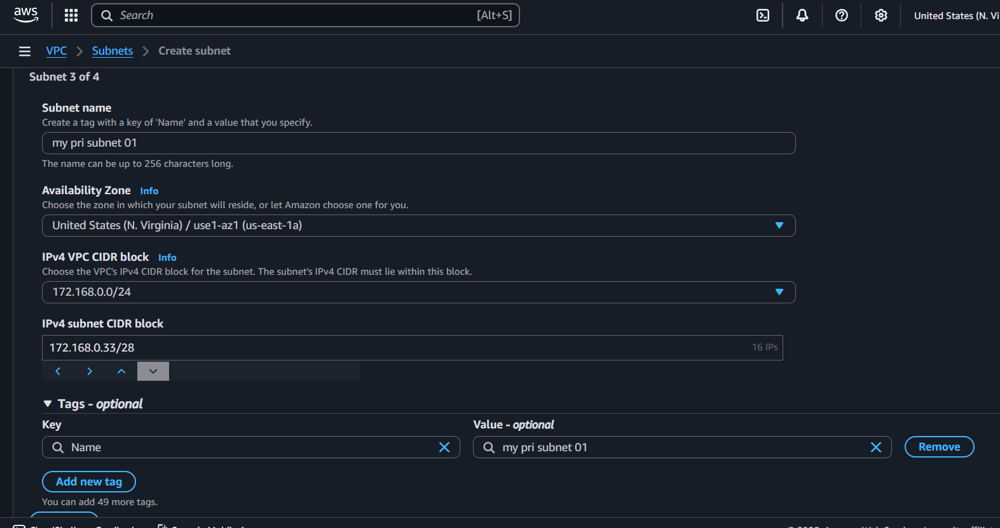 aws
Search [Alt+S]
United States (N. Vi
VPC > Subnets > Create subnet
Subnet 3 of 4
Subnet name
Create a tag with a key of 'Name' and a value that you specify.
my pri subnet 01
The name can be up to 256 characters long.
Availability Zone Info
Choose the zone in which your subnet will reside, or let Amazon choose one for you.
United States (N. Virginia) / use1-az1 (us-east-1a)
IPv4 VPC CIDR block Info
Choose the VPC's IPv4 CIDR block for the subnet. The subnet's IPv4 CIDR must lie within this block.
172.168.0.0/24
IPv4 subnet CIDR block
172.168.0.33/28 16 IPs
Tags - optional
Key Value - optional
Name my pri subnet 01 Remove
Add new tag
You can add 49 more tags.